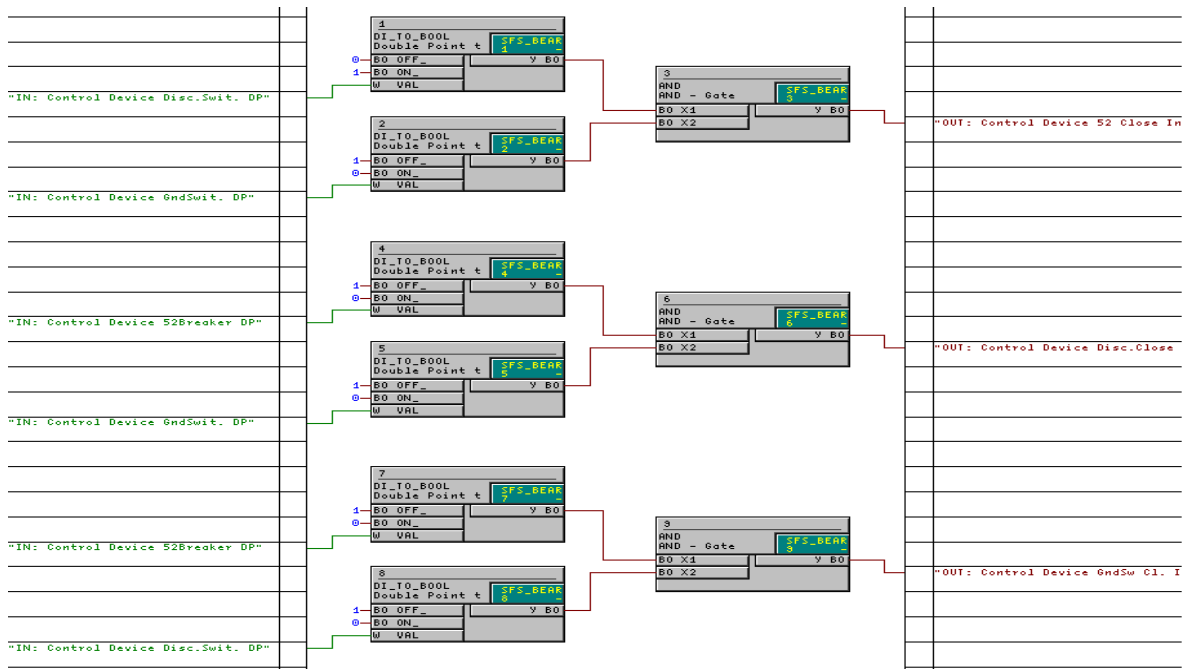 1
DI_TO_BOOL
Double Point t
SFS_BEAR
1 -
0 BO OFF_ Y BO
1 BO ON_
W VAL
"IN: Control Device Disc.Swit. DP"
2
DI_TO_BOOL
Double Point t
SFS_BEAR
2 -
1 BO OFF_ Y BO
0 BO ON_
W VAL
"IN: Control Device GndSwit. DP"
3
AND
AND - Gate
SFS_BEAR
3 -
BO X1 Y BO
BO X2
"OUT: Control Device 52 Close In
4
DI_TO_BOOL
Double Point t
SFS_BEAR
4 -
1 BO OFF_ Y BO
0 BO ON_
W VAL
"IN: Control Device 52Breaker DP"
5
DI_TO_BOOL
Double Point t
SFS_BEAR
5 -
1 BO OFF_ Y BO
0 BO ON_
W VAL
"IN: Control Device GndSwit. DP"
6
AND
AND - Gate
SFS_BEAR
6 -
BO X1 Y BO
BO X2
"OUT: Control Device Disc.Close
7
DI_TO_BOOL
Double Point t
SFS_BEAR
7 -
1 BO OFF_ Y BO
0 BO ON_
W VAL
"IN: Control Device 52Breaker DP"
8
DI_TO_BOOL
Double Point t
SFS_BEAR
8 -
1 BO OFF_ Y BO
0 BO ON_
W VAL
"IN: Control Device Disc.Swit. DP"
9
AND
AND - Gate
SFS_BEAR
9 -
BO X1 Y BO
BO X2
"OUT: Control Device GndSw Cl. I